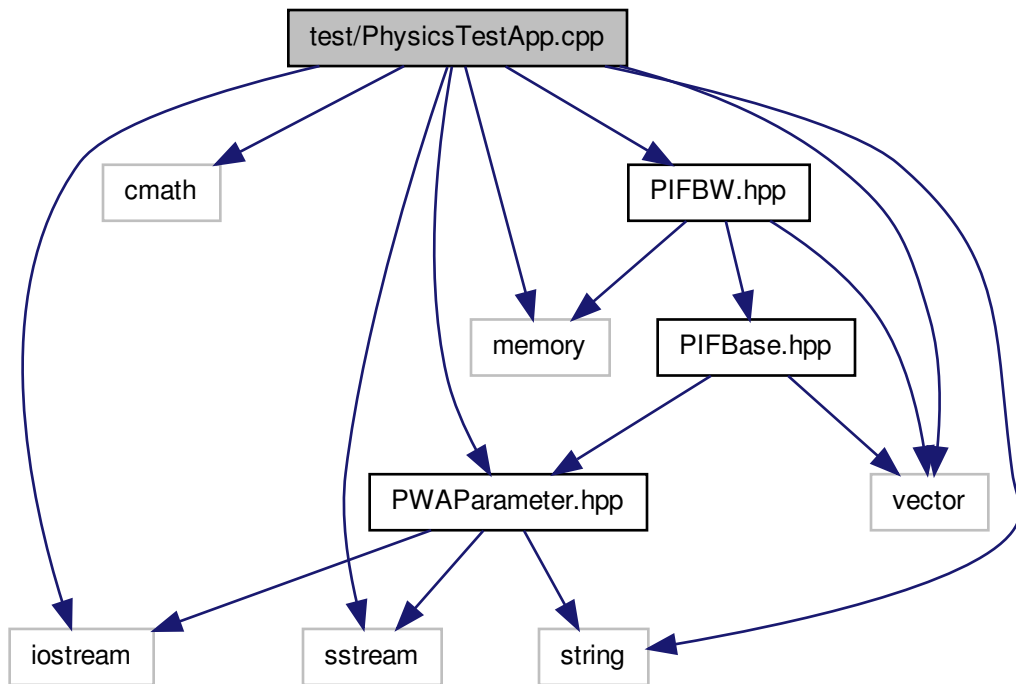 test/PhysicsTestApp.cpp
cmath
PIFBW.hpp
memory
PIFBase.hpp
PWAParameter.hpp
vector
iostream
sstream
string